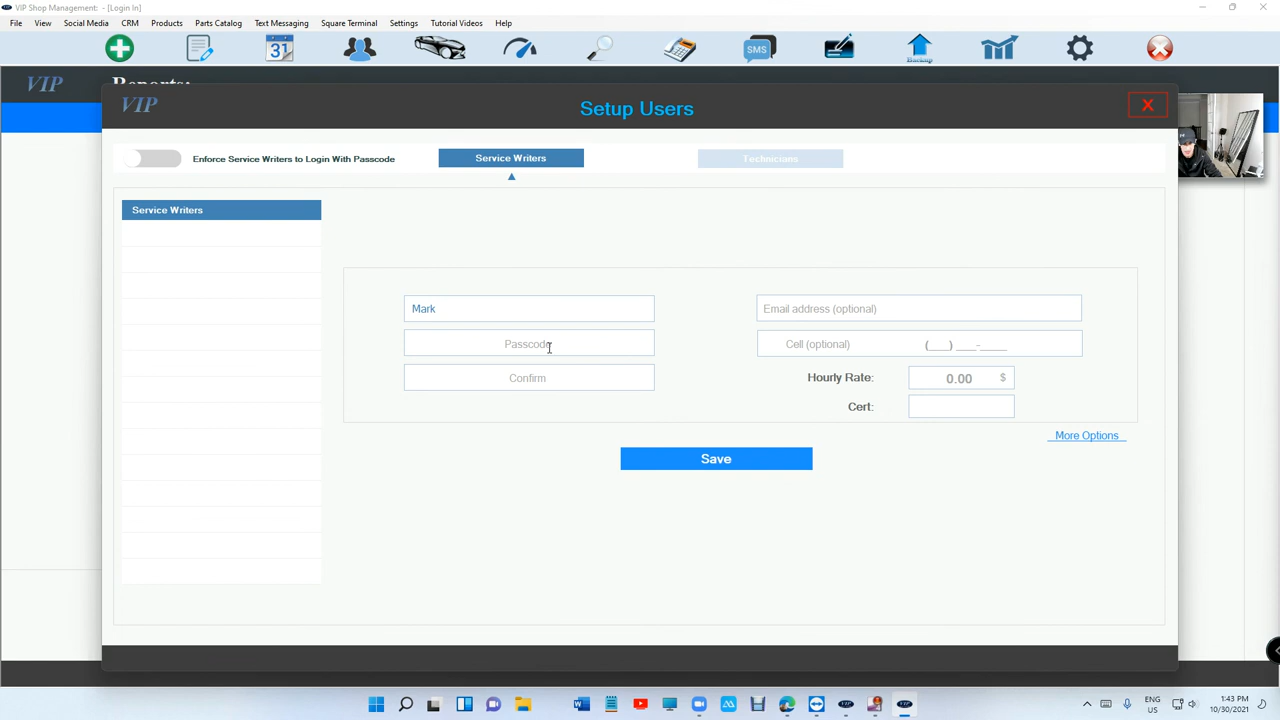 VIP Shop Management: - [Login In]
File View Social Media CRM Products Parts Catalog Text Messaging Square Terminal Settings Tutorial Videos Help
31 SMS Backup
VIP Reports:
VIP Setup Users X
Enforce Service Writers to Login With Passcode Service Writers Technicians
Service Writers
Mark Email address (optional)
Passcode Cell (optional) (___) ___-____
Confirm Hourly Rate: 0.00 $
Cert:
More Options
Save
ENG
US
1:43 PM
10/30/2021